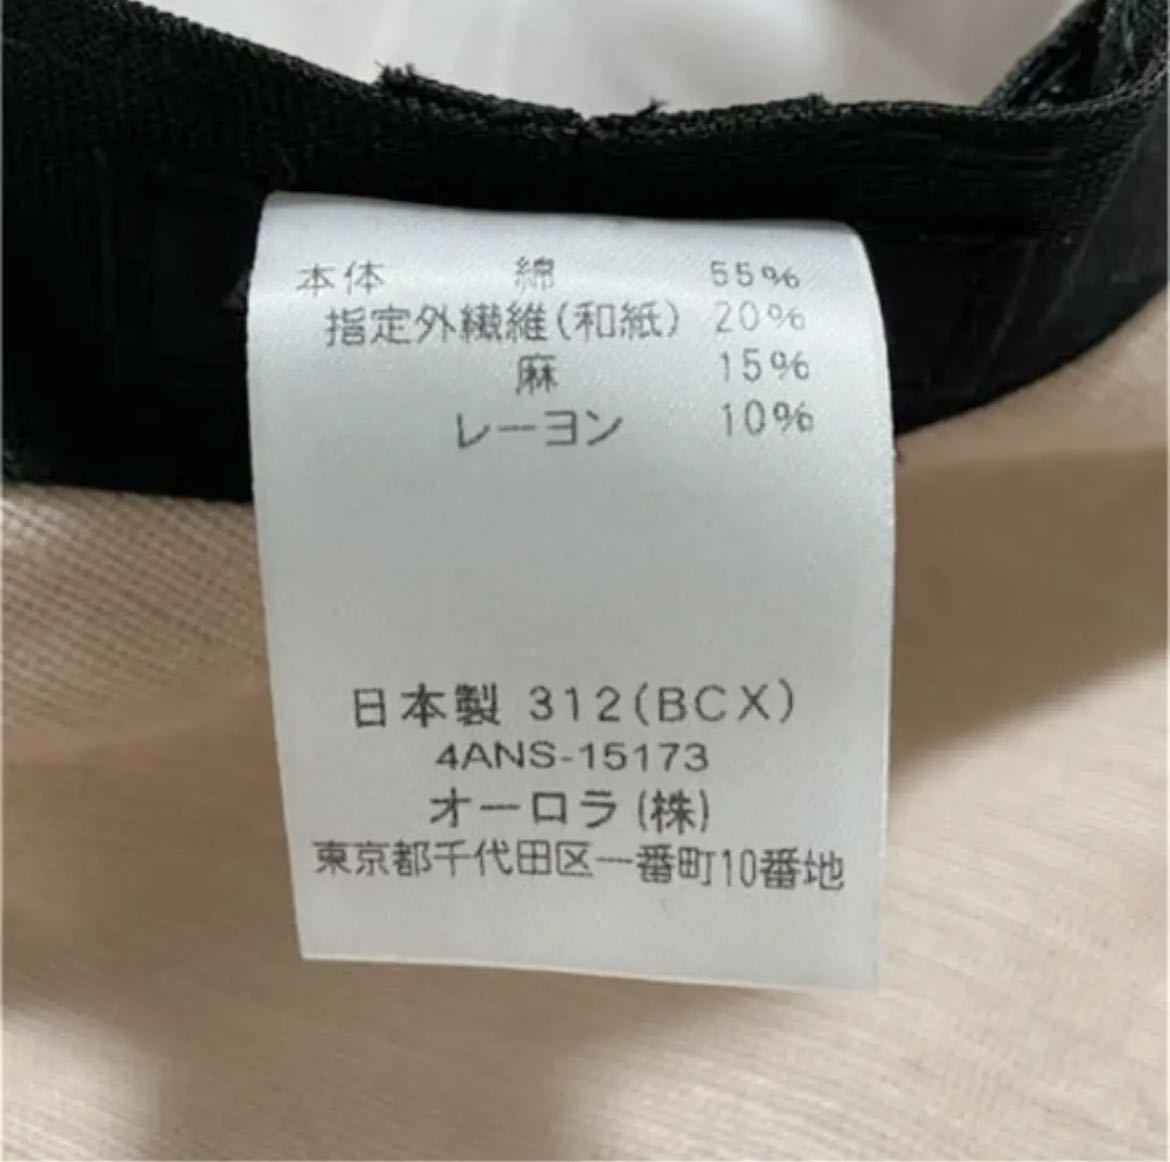 本体 綿 55%
指定外繊維(和紙) 20%
麻 15%
レーヨン 10%
日本製 312(BCX)
4ANS-15173
オーロラ(株)
東京都千代田区一番町10番地